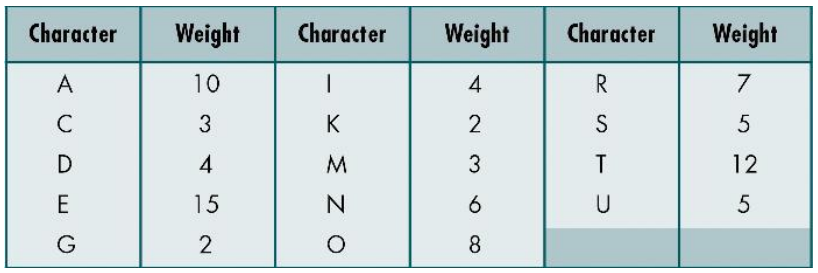 Character Weight Character Weight Character Weight
A 10 I 4 R 7
C 3 K 2 S 5
D 4 M 3 T 12
E 15 N 6 U 5
G 2 O 8